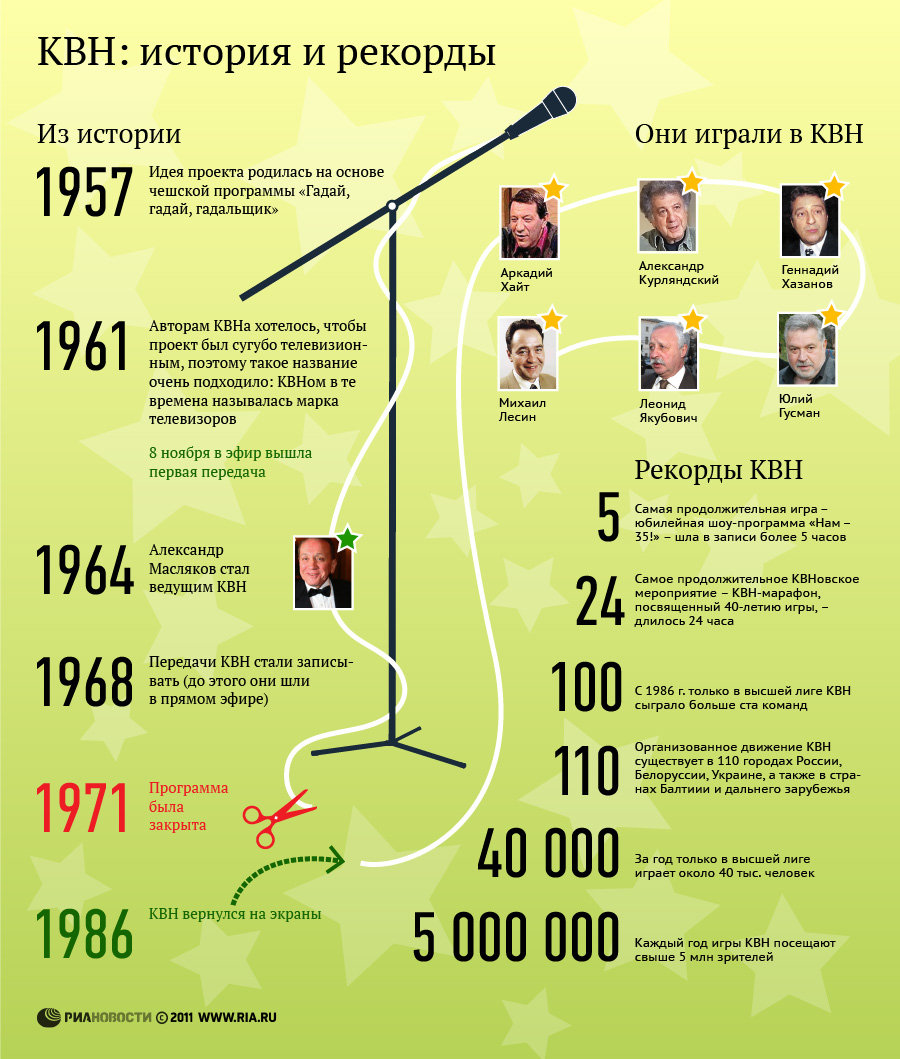 КВН: история и рекорды
Из истории
1957
Идея проекта родилась на основе
чешской программы «Гадай,
гадай, гадальщик»
1961
Авторам КВНа хотелось, чтобы
проект был сугубо телевизион-
ным, поэтому такое название
очень подходило: КВНом в те
времена называлась марка
телевизоров
8 ноября в эфир вышла
первая передача
1964
Александр
Масляков стал
ведущим КВН
1968
Передачи КВН стали записы-
вать (до этого они шли
в прямом эфире)
1971
Программа
была
закрыта
1986
КВН вернулся на экраны
Они играли в КВН
Аркадий
Хайт
Александр
Курляндский
Геннадий
Хазанов
Михаил
Лесин
Леонид
Якубович
Юлий
Гусман
Рекорды КВН
5
Самая продолжительная игра –
юбилейная шоу-программа «Нам –
35!» – шла в записи более 5 часов
24
Самое продолжительное КВНовское
мероприятие – КВН-марафон,
посвященный 40-летию игры, –
длилось 24 часа
100
С 1986 г. только в высшей лиге КВН
сыграло больше ста команд
110
Организованное движение КВН
существует в 110 городах России,
Белоруссии, Украине, а также в стра-
нах Балтиии и дальнего зарубежья
40 000
За год только в высшей лиге
играет около 40 тыс. человек
5 000 000
Каждый год игры КВН посещают
свыше 5 млн зрителей
РИАНОВОСТИ © 2011 WWW.RIA.RU